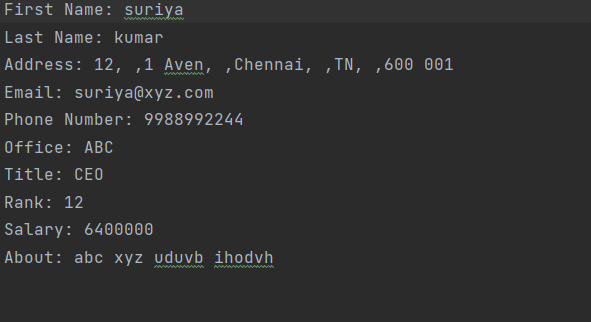 First Name: suriya
Last Name: kumar
Address: 12, ,1 Aven, ,Chennai, ,TN, ,600 001
Email: suriya@xyz.com
Phone Number: 9988992244
Office: ABC
Title: CEO
Rank: 12
Salary: 6400000
About: abc xyz uduvb ihodvh